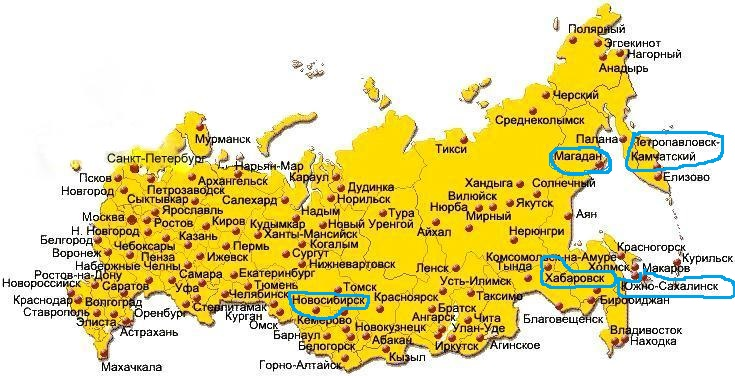 Полярный
Эгвекинот
Нагорный
Анадырь
Черский
Среднеколымск
Мурманск
Тикси
Палана
Петропавловск-
Камчатский
Магадан
Елизово
Санкт-Петербург
Псков
Новгород
Нарьян-Мар
Архангельск
Петрозаводск
Сыктывкар
Салехард
Караул
Дудинка
Норильск
Хандыга
Солнечный
Вилюйск
Якутск
Нюрба
Мирный
Аян
Ярославль
Москва
Ростов
Киров
Кудымкар
Надым
Новый Уренгой
Тура
Айхал
Нерюнгри
Н. Новгород
Белгород
Казань
Ханты-Мансийск
Когалым
Чебоксары
Пермь
Сургут
Воронеж
Пенза
Ижевск
Нижневартовск
Красногорск
Комсомольск-на-Амуре
Холмск
Курильск
Макаров
Набережные Челны
Ростов-на-Дону
Самара
Екатеринбург
Ленск
Тында
Хабаровск
Южно-Сахалинск
Новороссийск
Саратов
Уфа
Тюмень
Томск
Усть-Илимск
Челябинск
Новосибирск
Красноярск
Таксимо
Биробиджан
Краснодар
Волгоград
Оренбург
Стерлитамак
Курган
Братск
Благовещенск
Ставрополь
Элиста
Астрахань
Омск
Кемерово
Новокузнецк
Ангарск
Чита
Улан-Уде
Владивосток
Барнаул
Абакан
Белогорск
Иркутск
Агинское
Находка
Кызыл
Горно-Алтайск
Махачкала